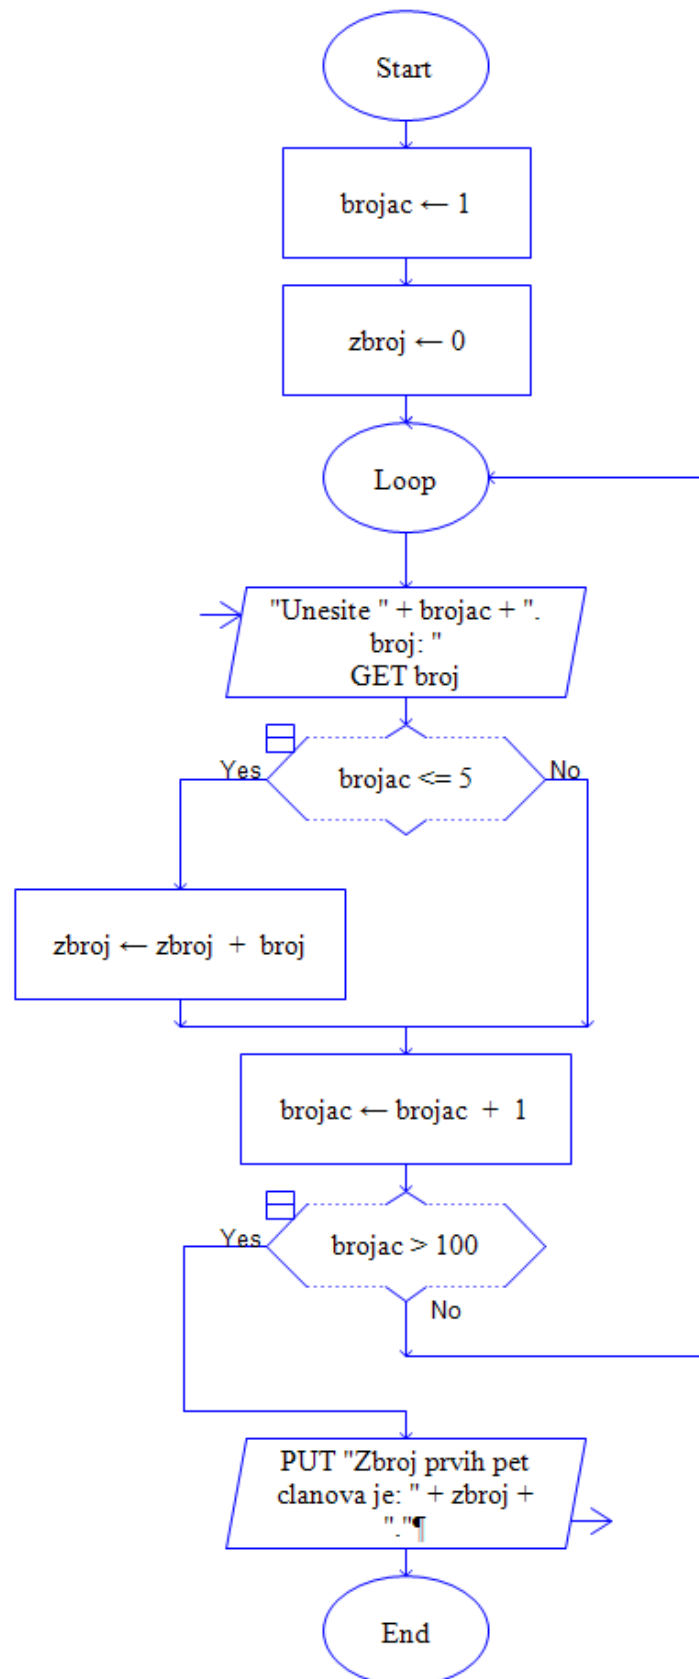 Start
brojac ← 1
zbroj ← 0
Loop
"Unesite " + brojac + ".
broj: "
GET broj
Yes
brojac <= 5
No
zbroj ← zbroj + broj
brojac ← brojac + 1
Yes
brojac > 100
No
PUT "Zbroj prvih pet
clanova je: " + zbroj +
"."¶
End